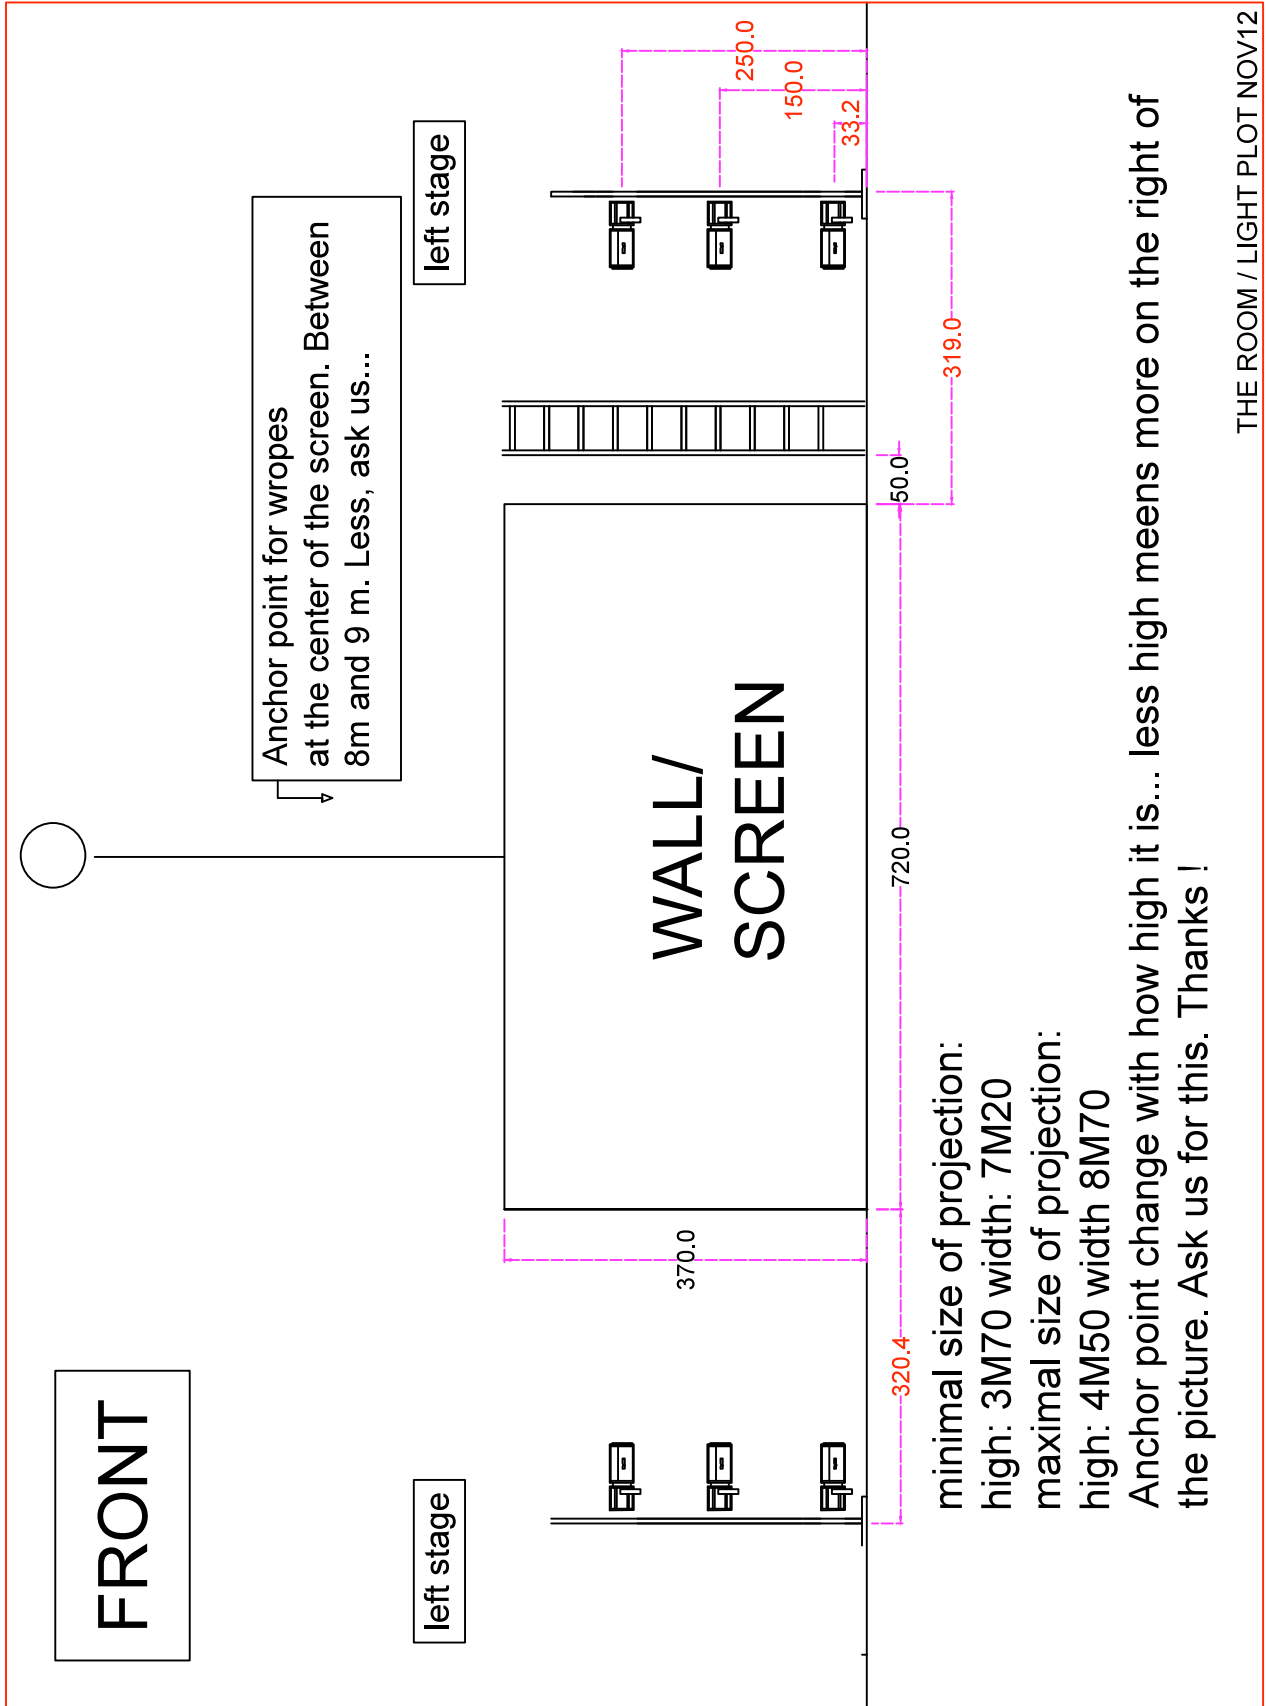 FRONT
Anchor point for wropes
at the center of the screen. Between
8m and 9 m. Less, ask us...
left stage
left stage
250.0
150.0
33.2
WALL/
SCREEN
370.0
50.0
320.4
720.0
319.0
minimal size of projection:
high: 3M70 width: 7M20
maximal size of projection:
high: 4M50 width 8M70
Anchor point change with how high it is... less high meens more on the right of
the picture. Ask us for this. Thanks !
THE ROOM / LIGHT PLOT NOV12